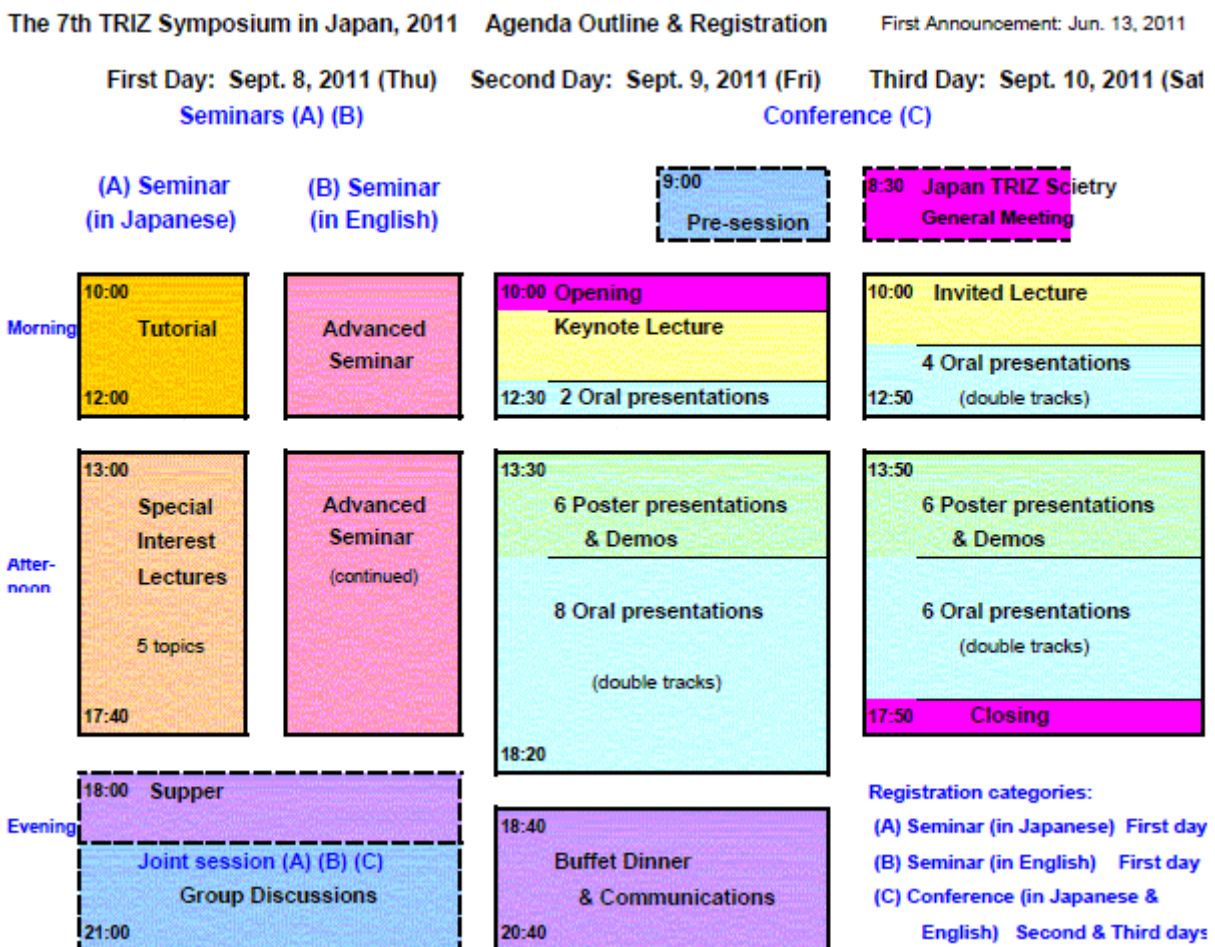 The 7th TRIZ Symposium in Japan, 2011 Agenda Outline & Registration First Announcement: Jun. 13, 2011
First Day: Sept. 8, 2011 (Thu) Second Day: Sept. 9, 2011 (Fri) Third Day: Sept. 10, 2011 (Sat
Seminars (A) (B) Conference (C)
(A) Seminar
(in Japanese)
(B) Seminar
(in English)
9:00
Pre-session
8:30 Japan TRIZ Scietry
General Meeting
Morning
10:00
Tutorial
12:00
Advanced
Seminar
10:00 Opening
Keynote Lecture
12:30 2 Oral presentations
10:00 Invited Lecture
4 Oral presentations
12:50 (double tracks)
After-
noon
13:00
Special
Interest
Lectures
5 topics
17:40
Advanced
Seminar
(continued)
13:30
6 Poster presentations
& Demos
8 Oral presentations
(double tracks)
18:20
13:50
6 Poster presentations
& Demos
6 Oral presentations
(double tracks)
17:50 Closing
Evening
18:00 Supper
Joint session (A) (B) (C)
Group Discussions
21:00
18:40
Buffet Dinner
& Communications
20:40
Registration categories:
(A) Seminar (in Japanese) First day
(B) Seminar (in English) First day
(C) Conference (in Japanese &
English) Second & Third days